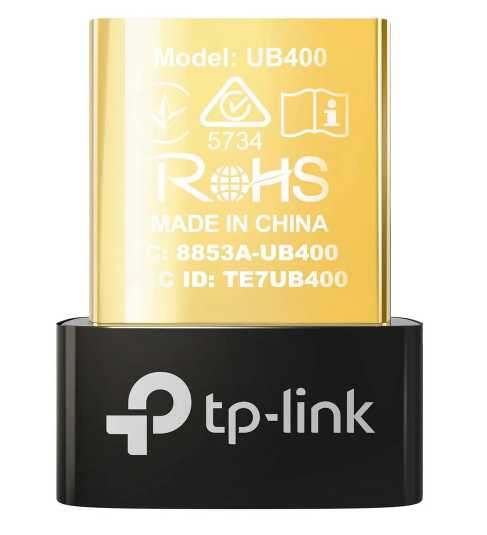 Model: UB400
5734
RoHS
MADE IN CHINA
C: 8853A-UB400
C ID: TE7UB400
tp-link